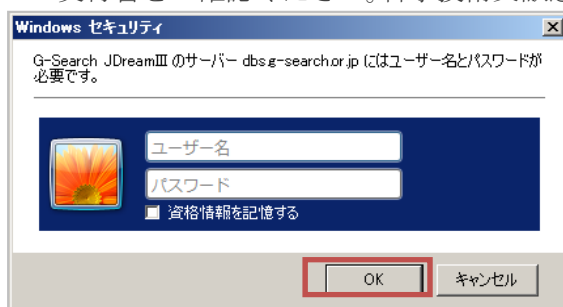 Windows セキュリティ
G-Search JDreamⅢ のサーバー dbs.g-search.or.jp にはユーザー名とパスワードが
必要です。
ユーザー名
パスワード
資格情報を記憶する
OK
キャンセル